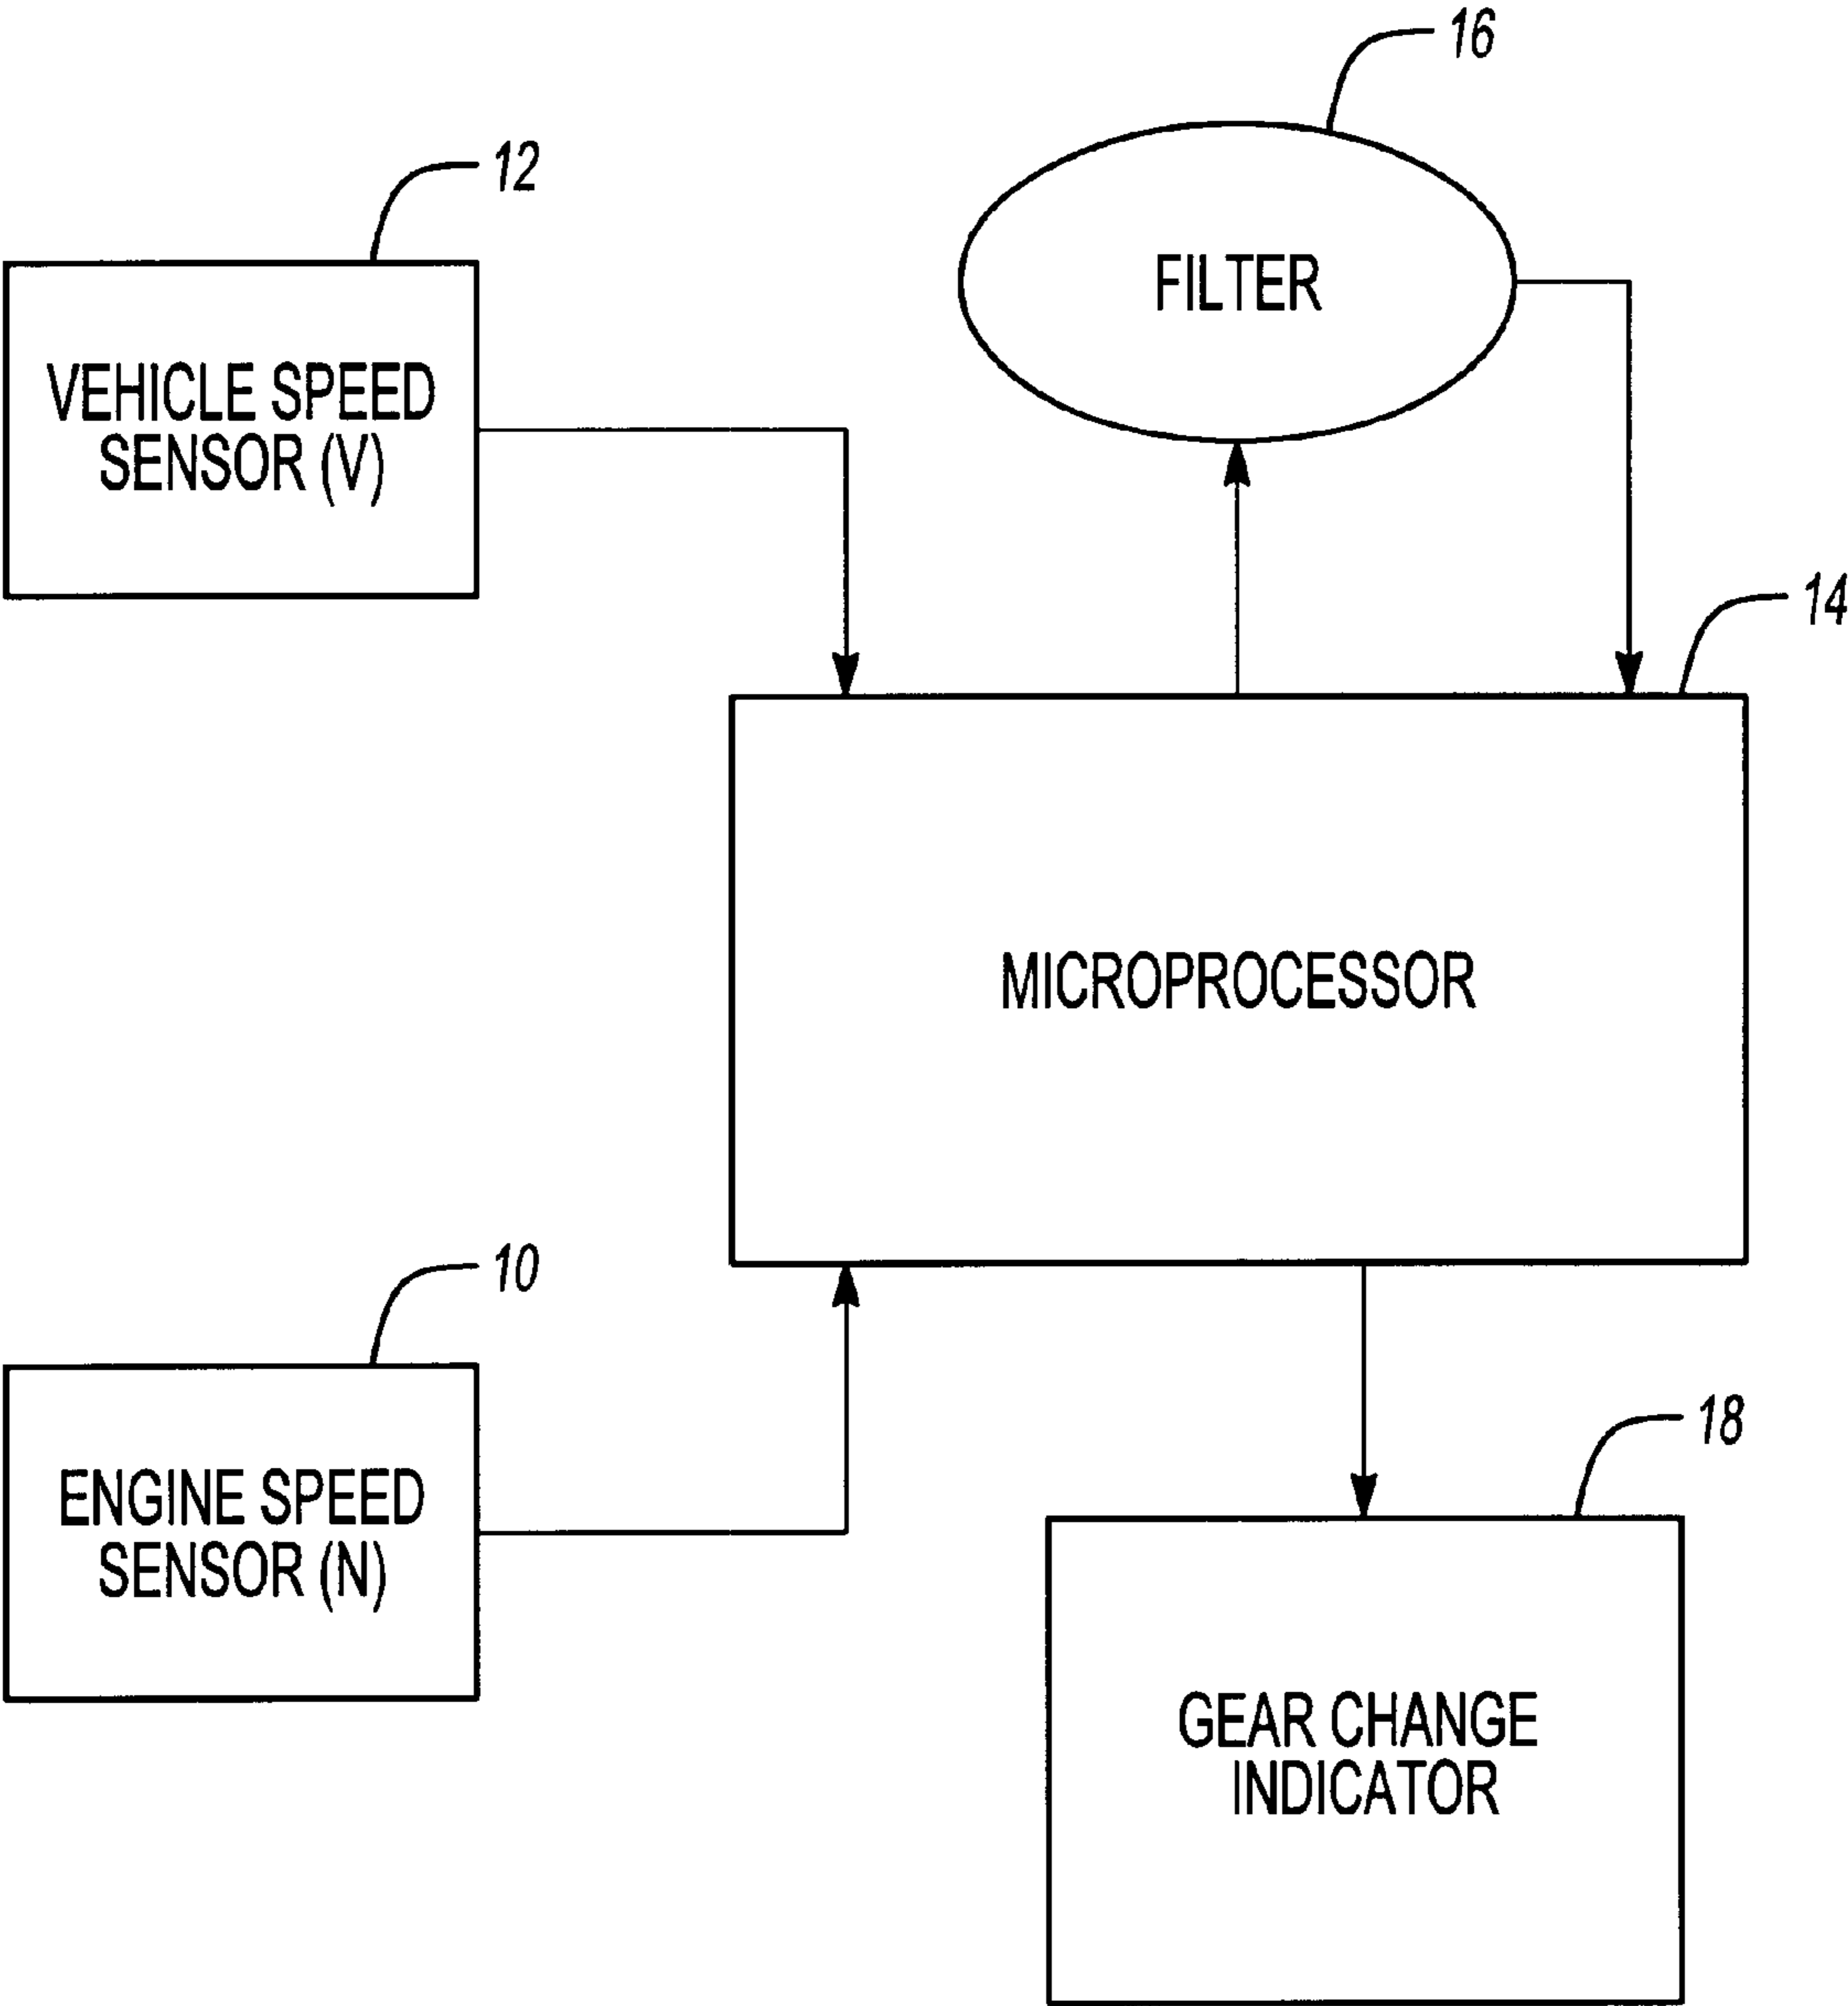 16
12
FILTER
VEHICLE SPEED
SENSOR (V)
14
MICROPROCESSOR
10
18
ENGINE SPEED
SENSOR (N)
GEAR CHANGE
INDICATOR